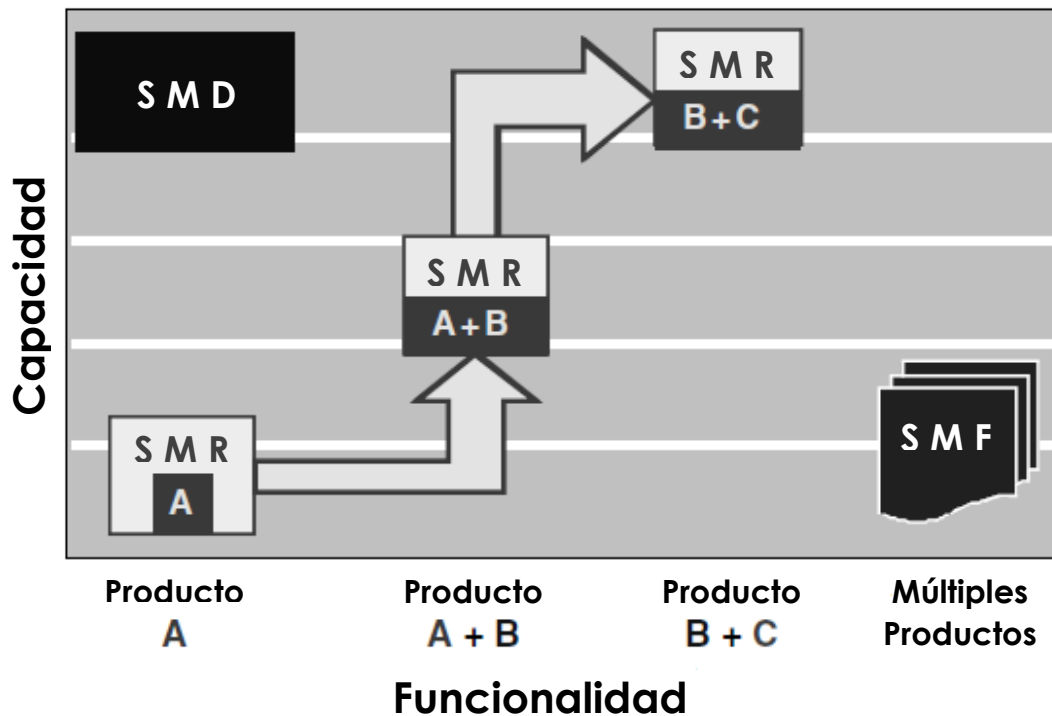 Capacidad
S M D
S M R
B + C
S M R
A + B
S M R
A
S M F
Producto
A
Producto
A + B
Producto
B + C
Múltiples
Productos
Funcionalidad